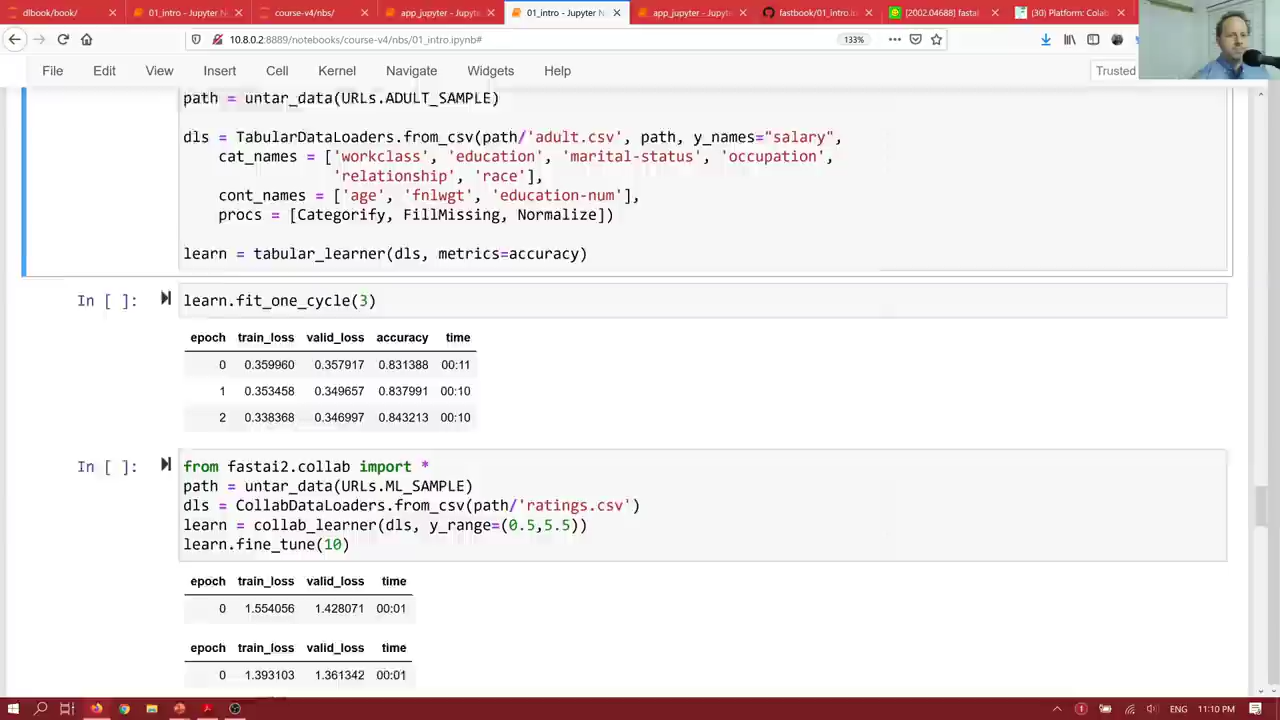 dlbook/book/
01_intro - Jupyter N
course-v4/nbs/
app_jupyter - Jupyter
01_intro - Jupyter N
app_jupyter - Jupyter
fastbook/01_intro.i
[2002.04688] fastai
(30) Platform: Colab
10.8.0.2:8889/notebooks/course-v4/nbs/01_intro.ipynb#
133%
File Edit View Insert Cell Kernel Navigate Widgets Help
Trusted
path = untar_data(URLs.ADULT_SAMPLE)
dls = TabularDataLoaders.from_csv(path/'adult.csv', path, y_names="salary",
cat_names = ['workclass', 'education', 'marital-status', 'occupation',
'relationship', 'race'],
cont_names = ['age', 'fnlwgt', 'education-num'],
procs = [Categorify, FillMissing, Normalize])
learn = tabular_learner(dls, metrics=accuracy)
In [ ]: learn.fit_one_cycle(3)
epoch train_loss valid_loss accuracy time
0 0.359960 0.357917 0.831388 00:11
1 0.353458 0.349657 0.837991 00:10
2 0.338368 0.346997 0.843213 00:10
In [ ]: from fastai2.collab import *
path = untar_data(URLs.ML_SAMPLE)
dls = CollabDataLoaders.from_csv(path/'ratings.csv')
learn = collab_learner(dls, y_range=(0.5,5.5))
learn.fine_tune(10)
epoch train_loss valid_loss time
0 1.554056 1.428071 00:01
epoch train_loss valid_loss time
0 1.393103 1.361342 00:01
ENG 11:10 PM